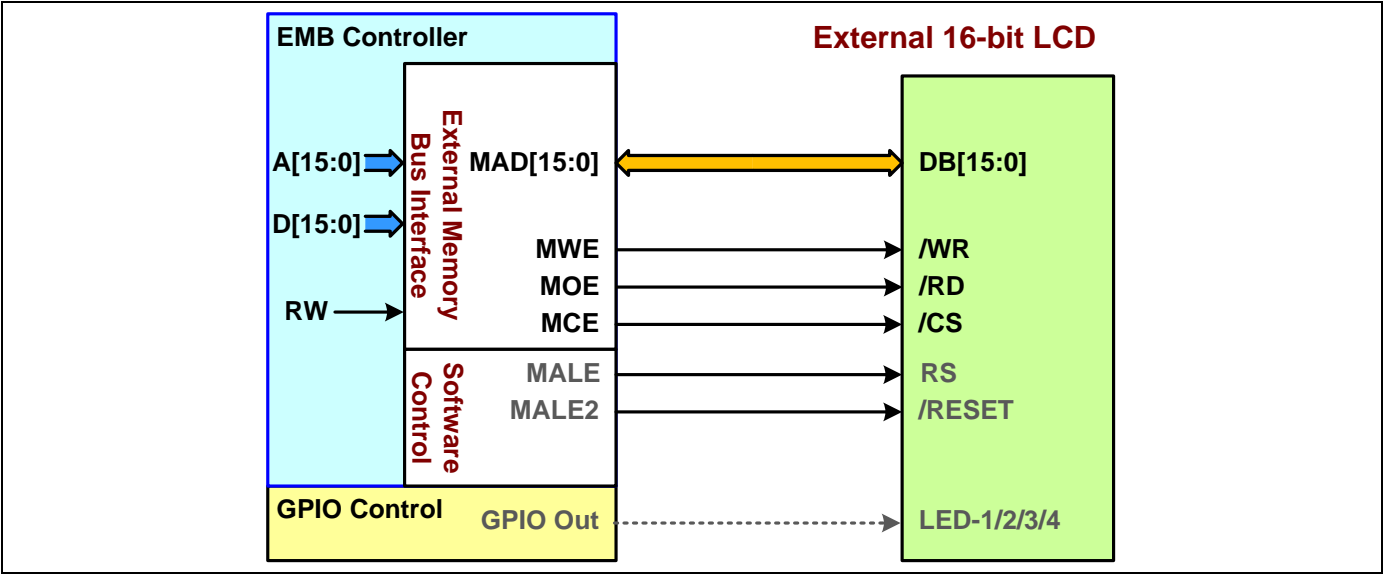 EMB Controller
External 16-bit LCD
External Memory
Bus Interface
A[15:0]
MAD[15:0]
DB[15:0]
D[15:0]
MWE
/WR
MOE
/RD
RW
MCE
/CS
Software
Control
MALE
RS
MALE2
/RESET
GPIO Control
GPIO Out
LED-1/2/3/4